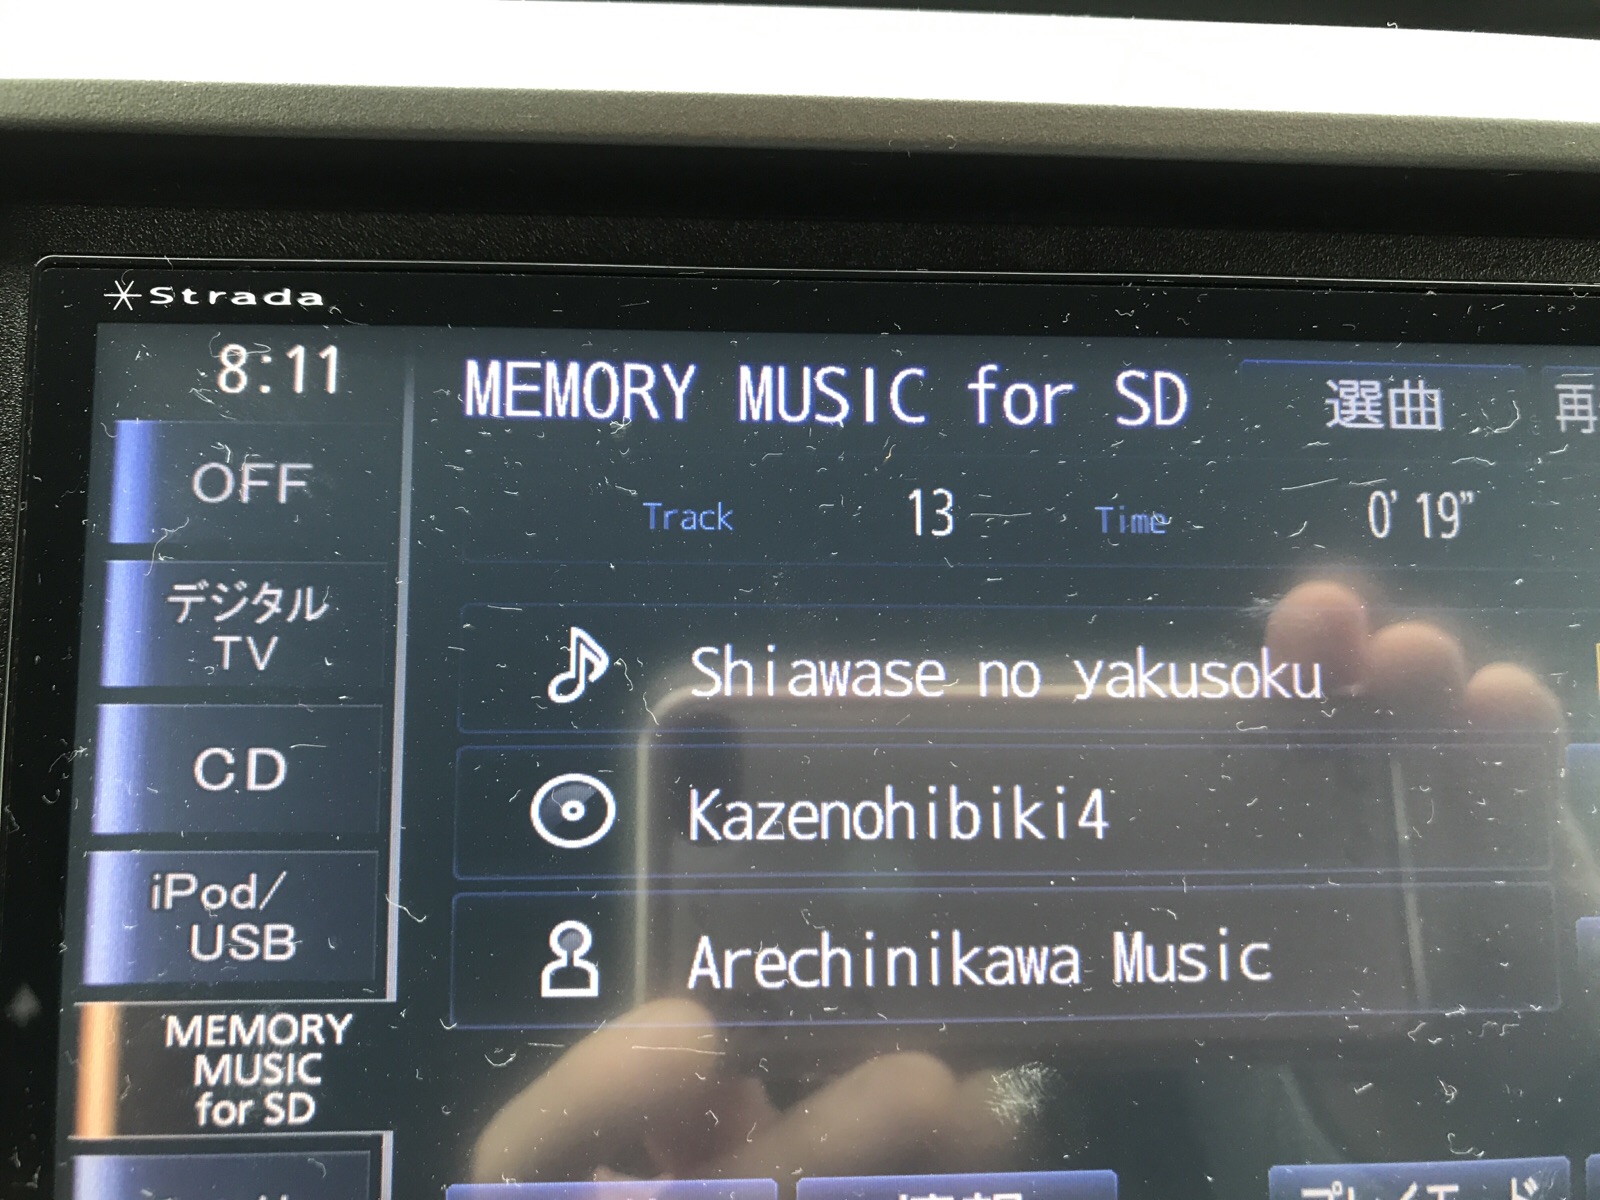 Strada
8:11
MEMORY MUSIC for SD
選曲
再
OFF
Track 13 Time 0'19"
デジタル
TV
Shiawase no yakusoku
CD
Kazenohibiki4
iPod/
USB
Arechinikawa Music
MEMORY
MUSIC
for SD